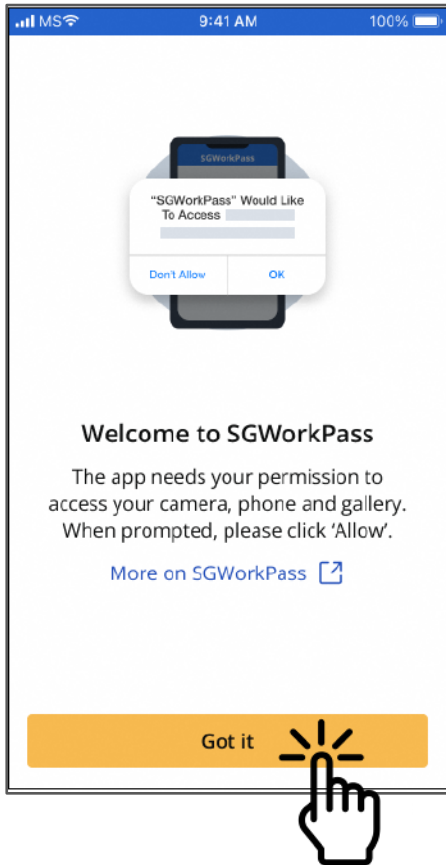 MS 9:41 AM 100%
SGWorkPass
"SGWorkPass" Would Like
To Access
Don't Allow OK
Welcome to SGWorkPass
The app needs your permission to
access your camera, phone and gallery.
When prompted, please click ‘Allow’.
More on SGWorkPass
Got it